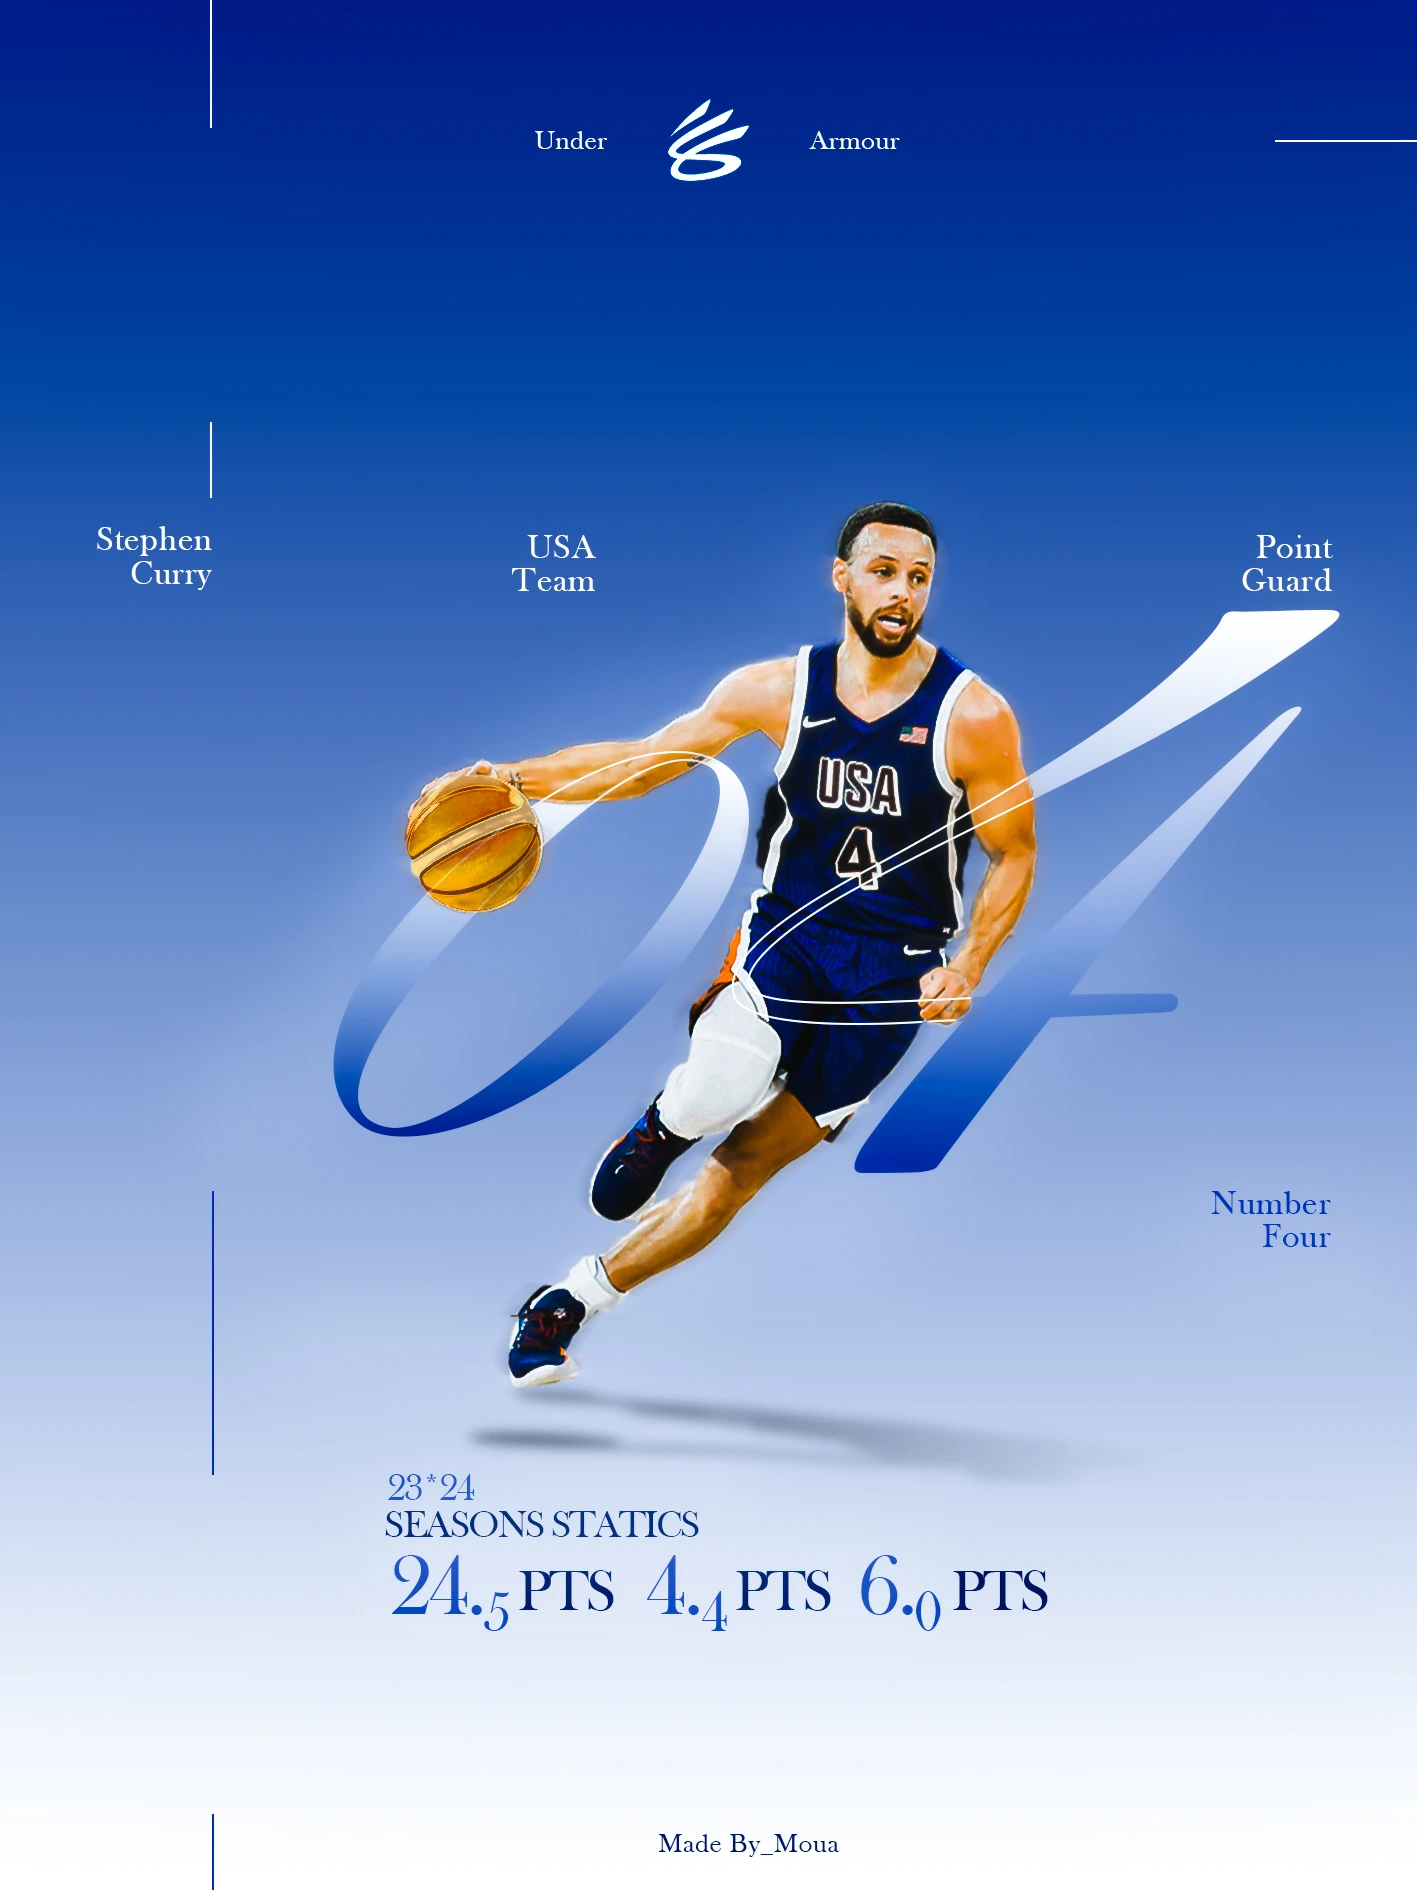 Under Armour
Stephen
Curry
USA
Team
Point
Guard
USA
4
04
Number
Four
23*24
SEASONS STATICS
24.5 PTS 4.4 PTS 6.0 PTS
Made By_Moua